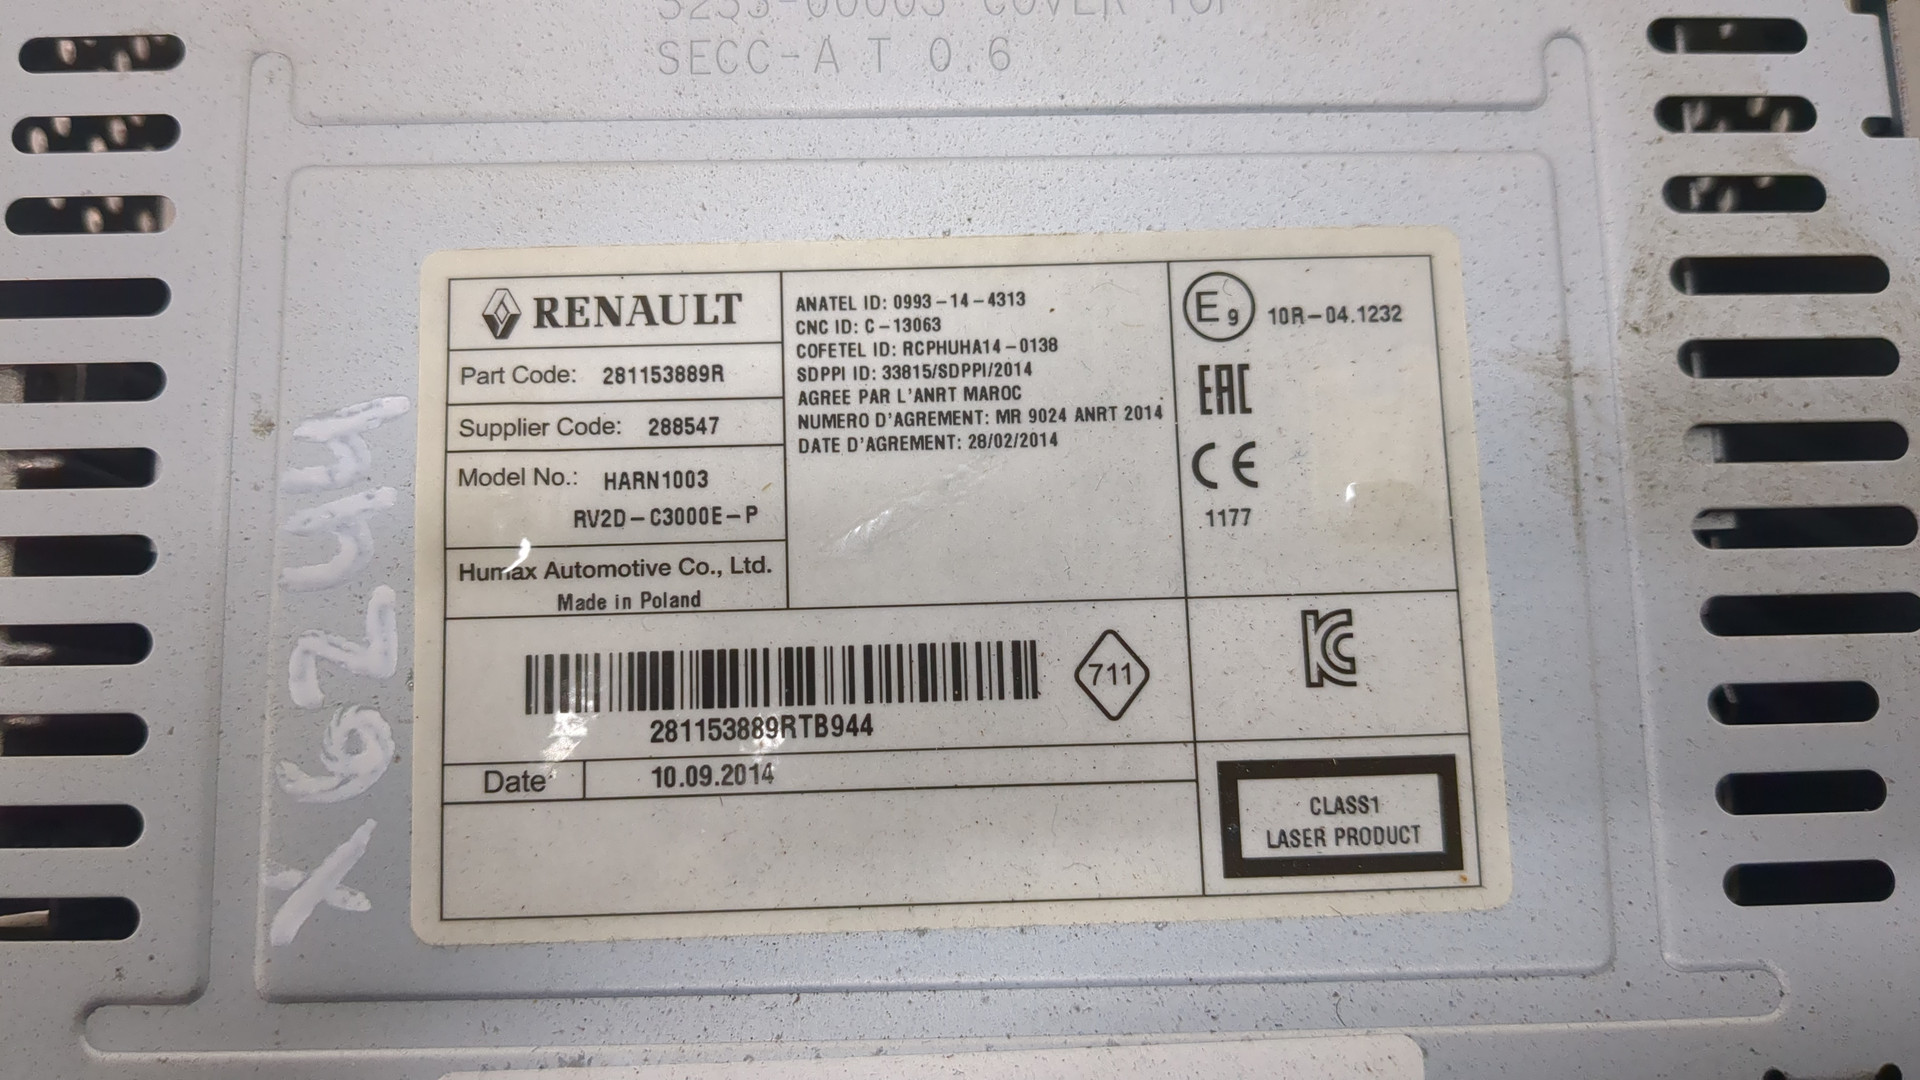 SECC-A T 0.6
RENAULT
Part Code: 281153889R
Supplier Code: 288547
Model No.: HARN1003
RV2D-C3000E-P
Humax Automotive Co., Ltd.
Made in Poland
ANATEL ID: 0993-14-4313
CNC ID: C-13063
COFETEL ID: RCPHUHA14-0138
SDPPI ID: 33815/SDPPI/2014
AGREE PAR L'ANRT MAROC
NUMERO D'AGREMENT: MR 9024 ANRT 2014
DATE D'AGREMENT: 28/02/2014
E9 10R-04.1232
EAC
CE
1177
281153889RTB944
711
KC
Date 10.09.2014
CLASS1
LASER PRODUCT